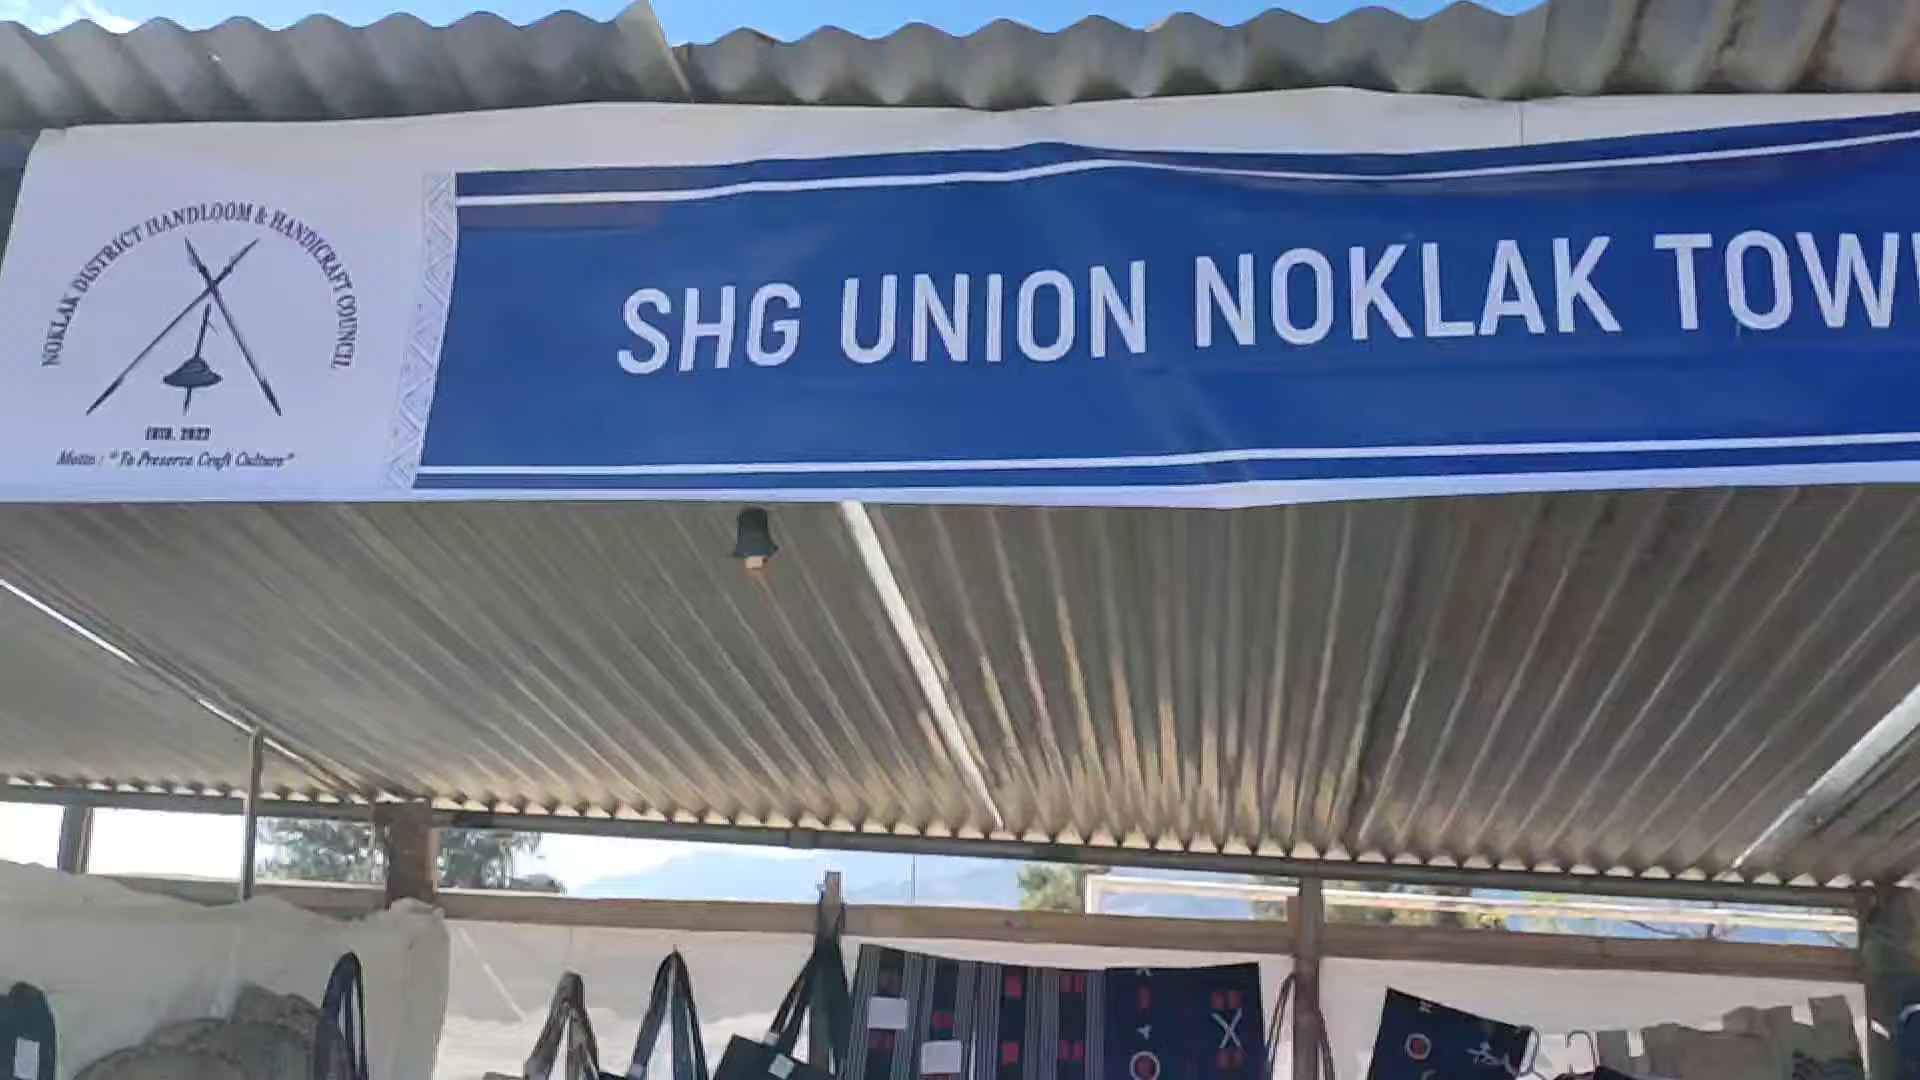 NOKLAK DISTRICT HANDLOOM & HANDICRAFT COUNCIL
ESTD. 2022
Motto : "To Preserve Craft Culture"
SHG UNION NOKLAK TOW